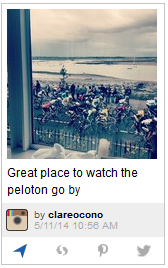 Great place to watch the
peloton go by
by clareocono
5/11/14 10:56 AM